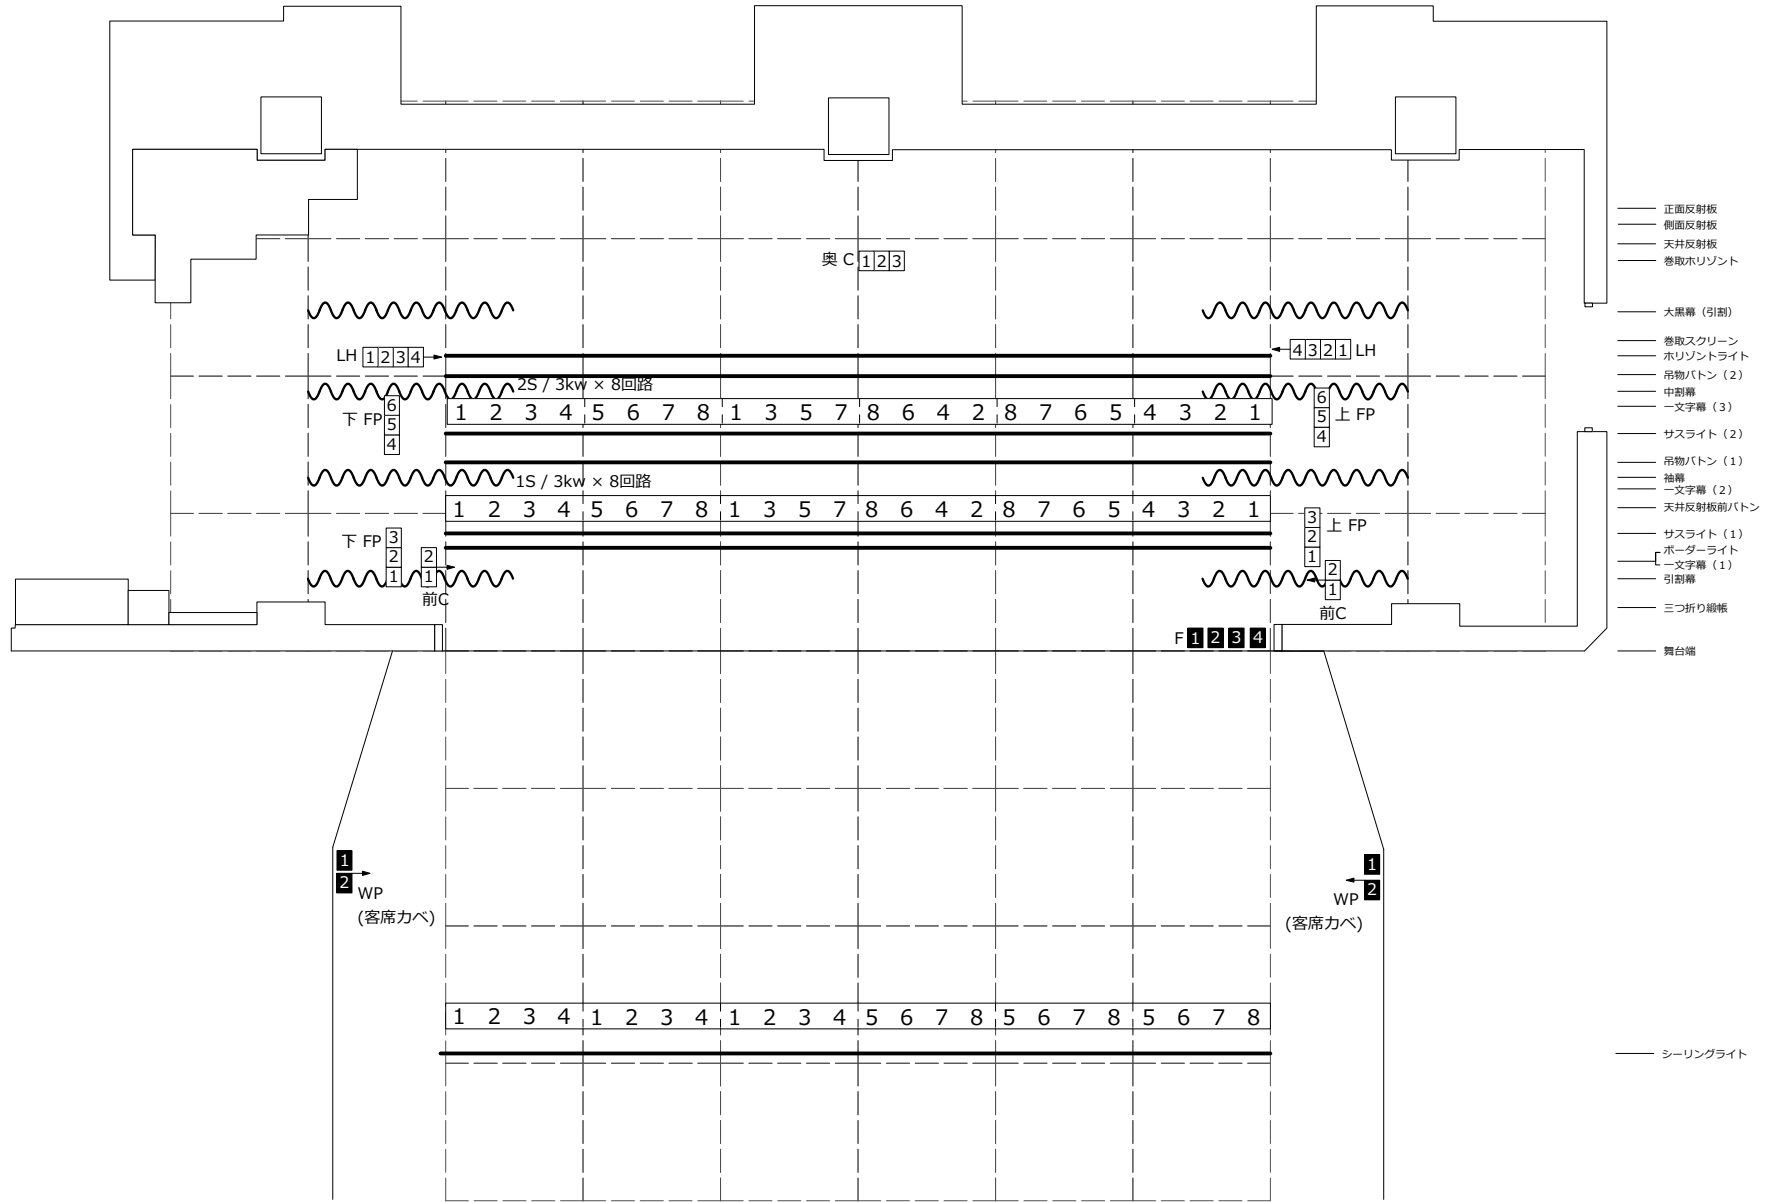 正面反射板
側面反射板
天井反射板
巻取ホリゾント
奥 C 1 2 3
大黒幕（引割）
巻取スクリーン
LH 1 2 3 4
4 3 2 1 LH
ホリゾントライト
吊物バトン（2）
2S / 3kw × 8回路
中割幕
一文字幕（3）
1 2 3 4 5 6 7 8 1 3 5 7 8 6 4 2 8 7 6 5 4 3 2 1
下 FP
6
5
4
6
5
4
上 FP
サスライト（2）
吊物バトン（1）
袖幕
1S / 3kw × 8回路
一文字幕（2）
天井反射板前バトン
1 2 3 4 5 6 7 8 1 3 5 7 8 6 4 2 8 7 6 5 4 3 2 1
下 FP
3
2
1
3
2
1
上 FP
サスライト（1）
ボーダーライト
一文字幕（1）
2
1
前C
2
1
前C
引割幕
三つ折り緞帳
F 1 2 3 4
舞台端
1
2
WP
(客席カベ)
1
2
WP
(客席カベ)
1 2 3 4 1 2 3 4 1 2 3 4 5 6 7 8 5 6 7 8 5 6 7 8
シーリングライト